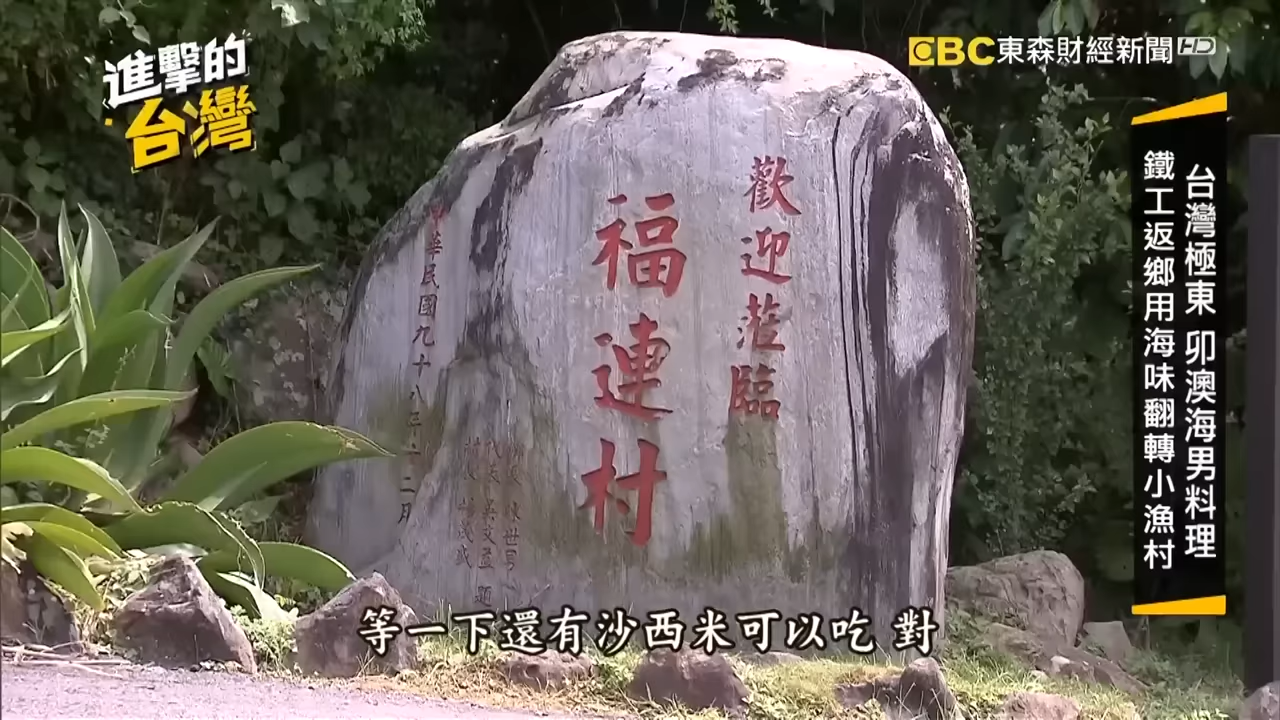 進擊的
台灣
EBC東森財經新聞HD
台灣極東 卯澳海男料理
鐵工返鄉用海味翻轉小漁村
歡迎蒞臨
福連村
中華民國九十八年十二月
等一下還有沙西米可以吃 對